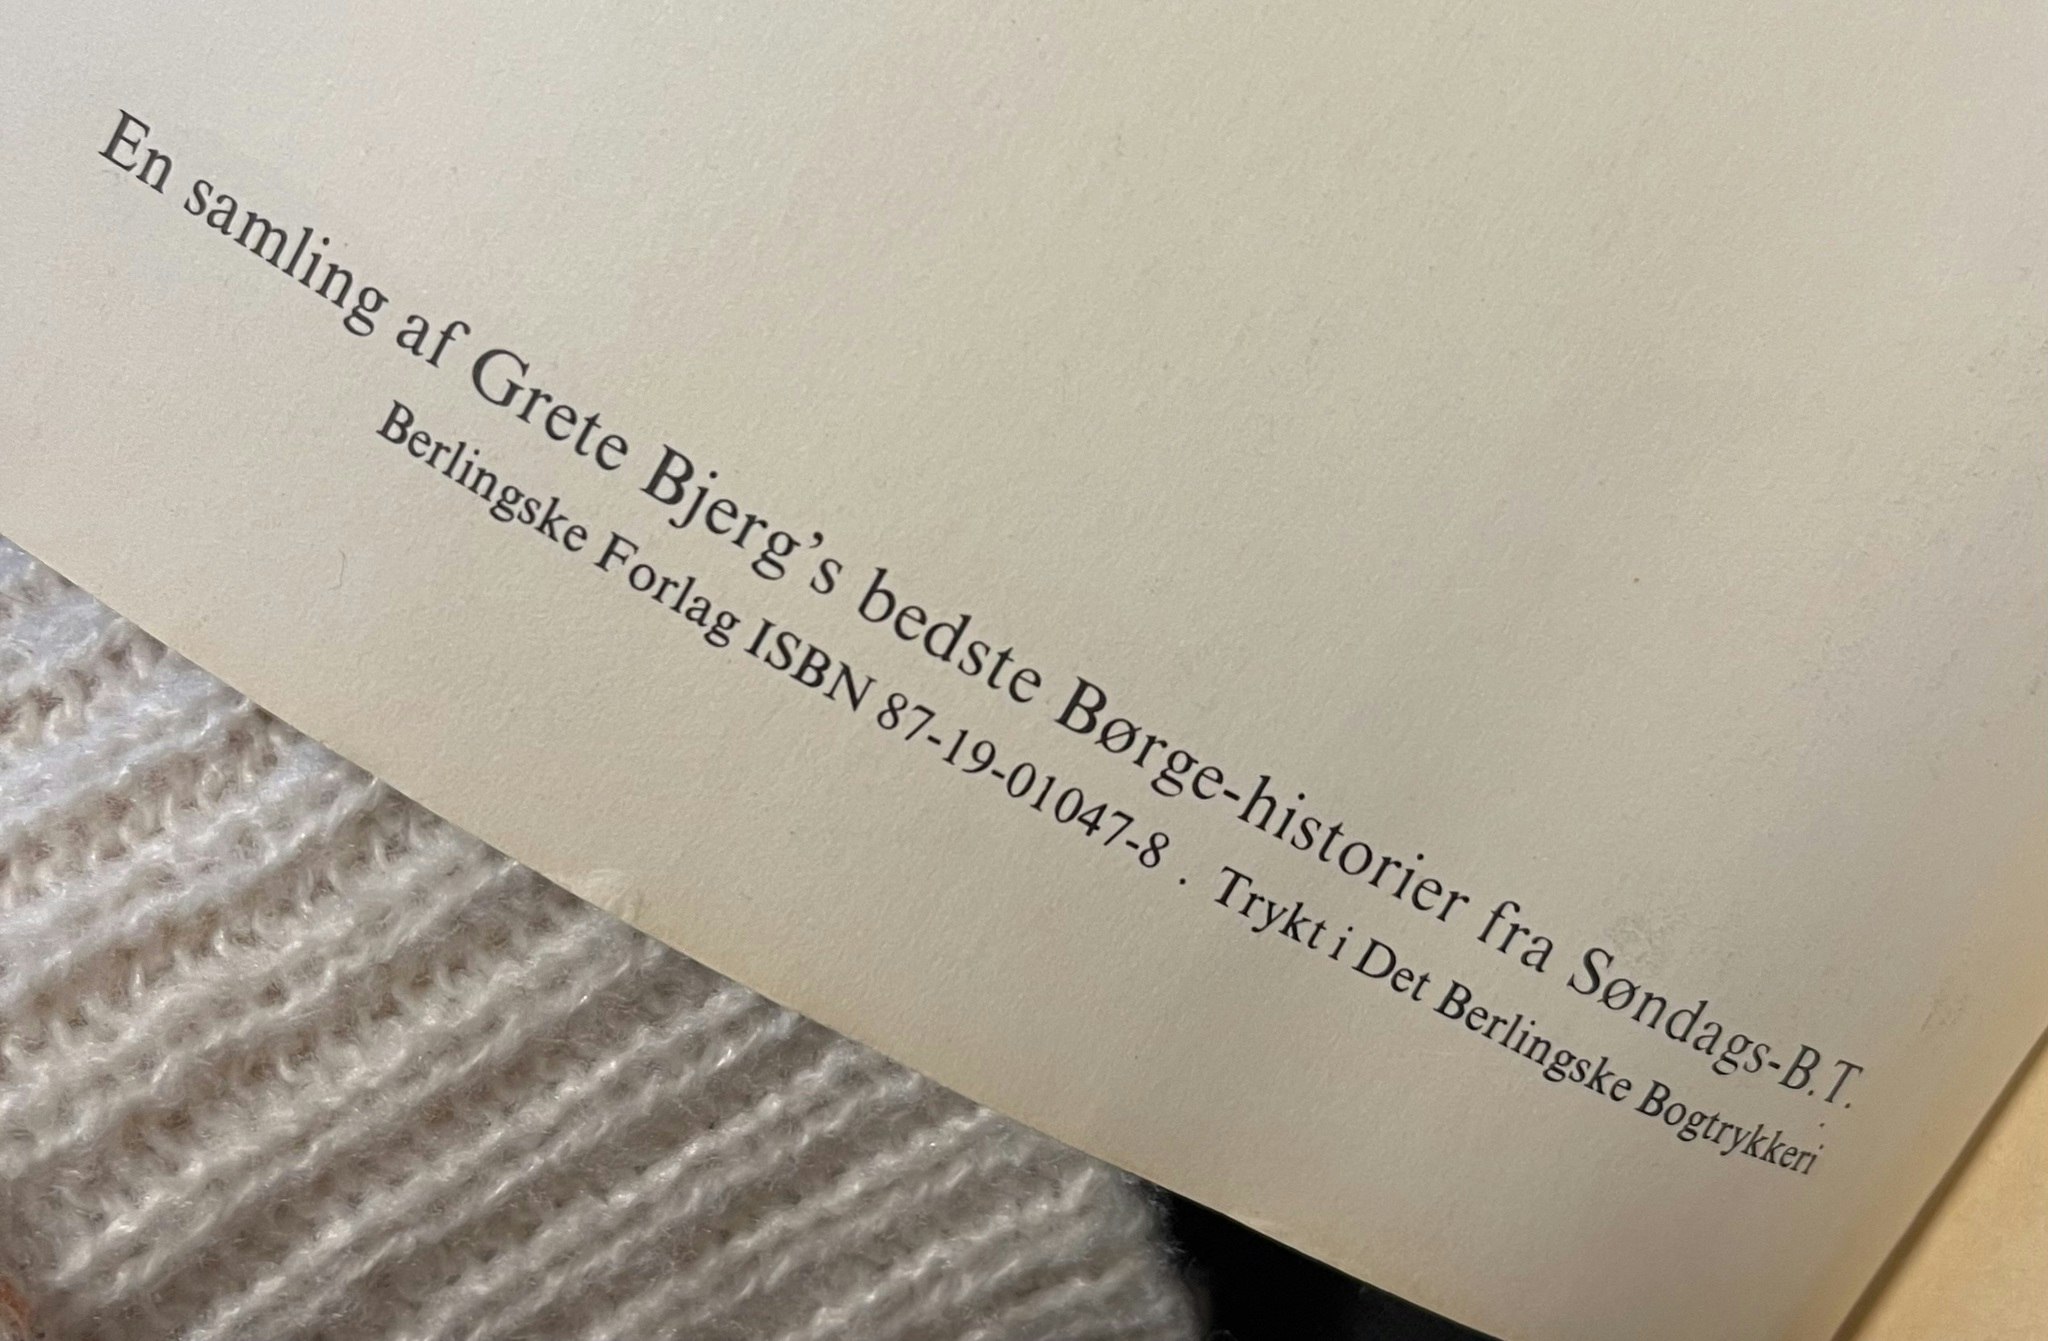 En samling af Grete Bjerg’s bedste Børge-historier fra Søndags-B.T.
Berlingske Forlag ISBN 87-19-01047-8 . Trykt i Det Berlingske Bogtrykkeri